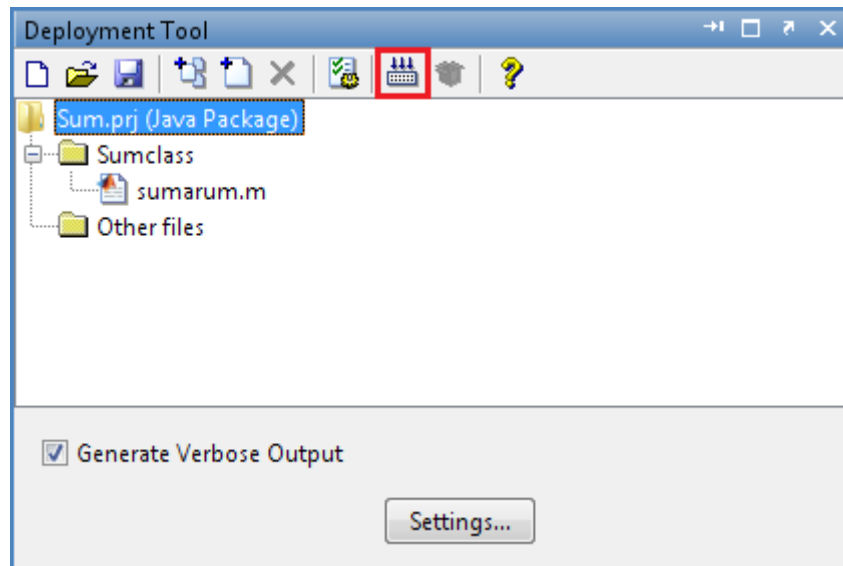 Deployment Tool
Sum.prj (Java Package)
Sumclass
sumarum.m
Other files
Generate Verbose Output
Settings...